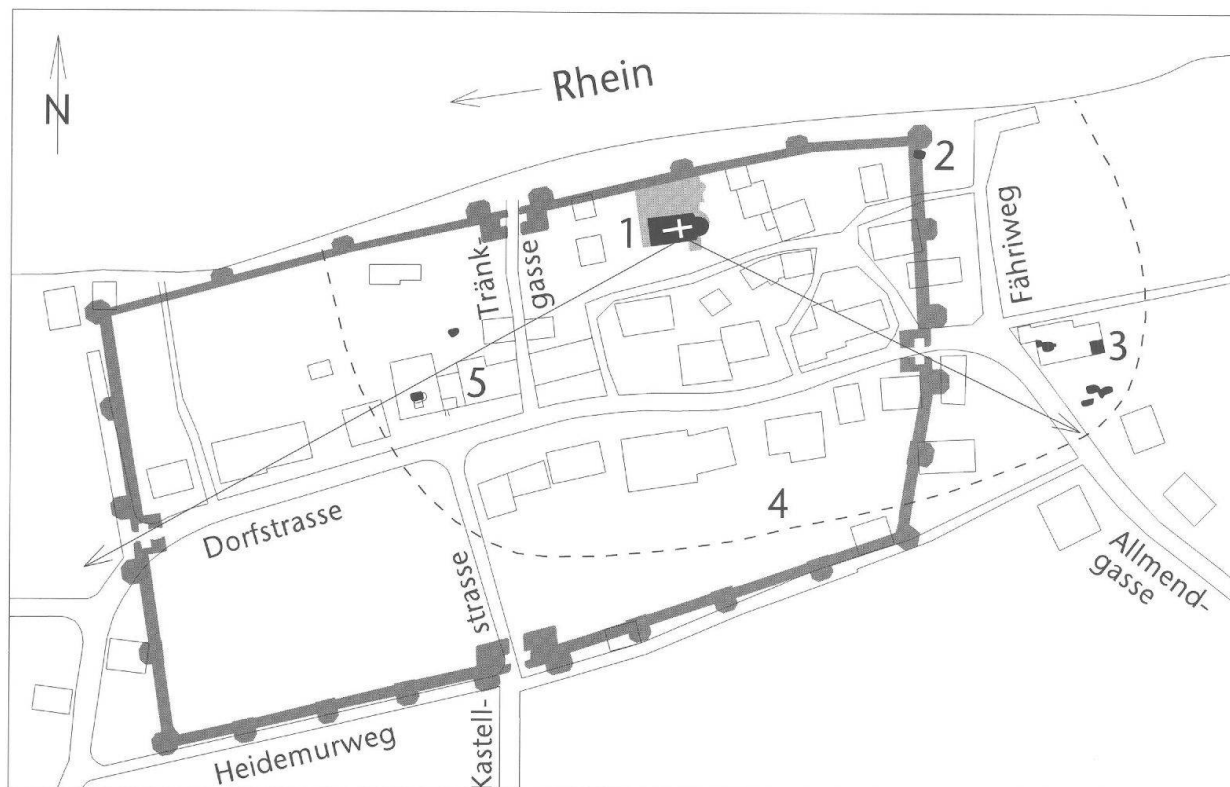 N
Rhein
1
2
Tränk-
gasse
Fähriweg
3
5
4
Dorfstrasse
Allmend-
gasse
Kastell-
strasse
Heidemurweg